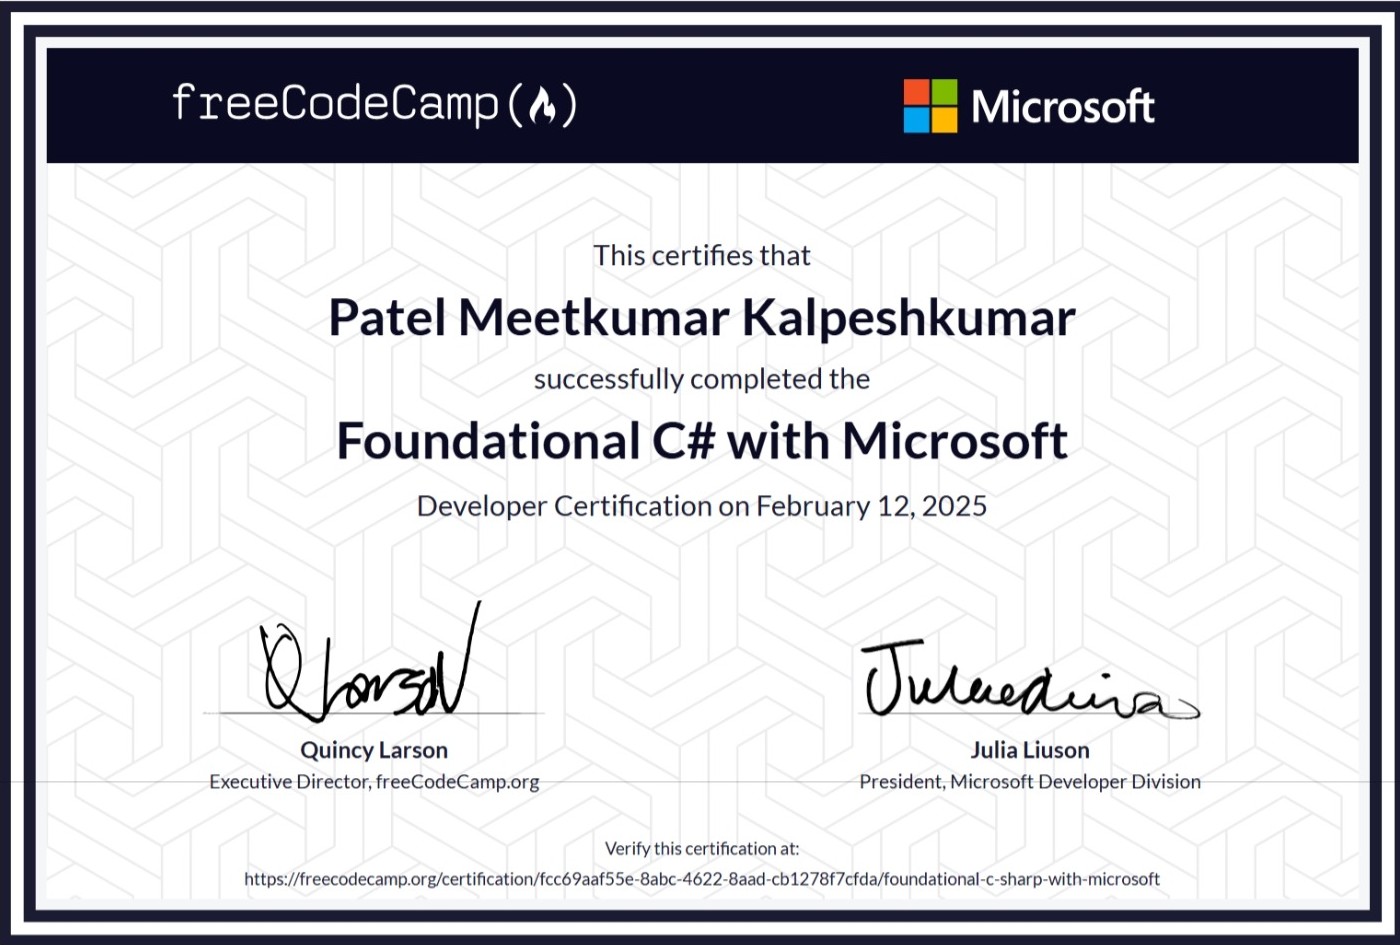 freeCodeCamp(🔥)
Microsoft
This certifies that
Patel Meetkumar Kalpeshkumar
successfully completed the
Foundational C# with Microsoft
Developer Certification on February 12, 2025
Quincy Larson
Executive Director, freeCodeCamp.org
Julia Liuson
President, Microsoft Developer Division
Verify this certification at:
https://freecodecamp.org/certification/fcc69aaf55e-8abc-4622-8aad-cb1278f7cfda/foundational-c-sharp-with-microsoft